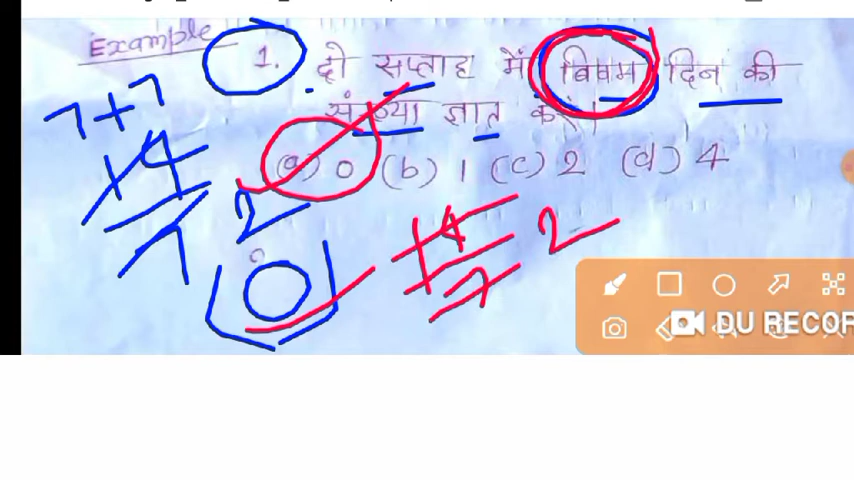 Example
1. दो सप्ताह में विषम दिन की
संख्या ज्ञात करें।
(a) 0 (b) 1 (c) 2 (d) 4
7+7
14 2
7
0
14 2
7
DU RECOR